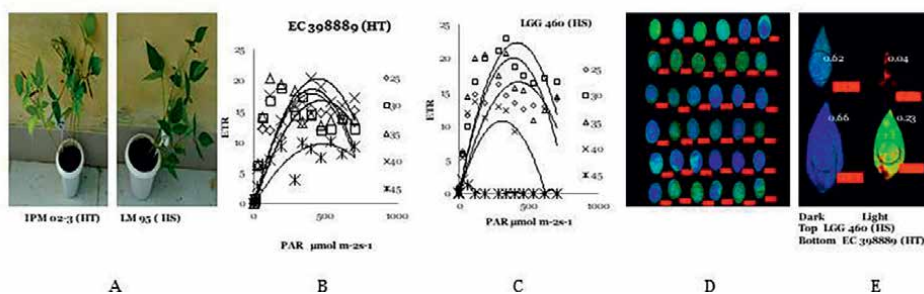 IPM 02-3 (HT)
LM 95 ( HS)
A
EC 398889 (HT)
25
20
15
10
5
0
ETR
0
500
1000
PAR µmol m-2s-1
25
30
35
40
45
B
LGG 460 (HS)
25
20
15
10
5
0
ETR
0
500
1000
PAR µmol m-2s-1
25
30
35
40
45
C
D
0.62
0.04
0.66
0.23
Dark Light
Top LGG 460 (HS)
Bottom EC 398889 (HT)
E